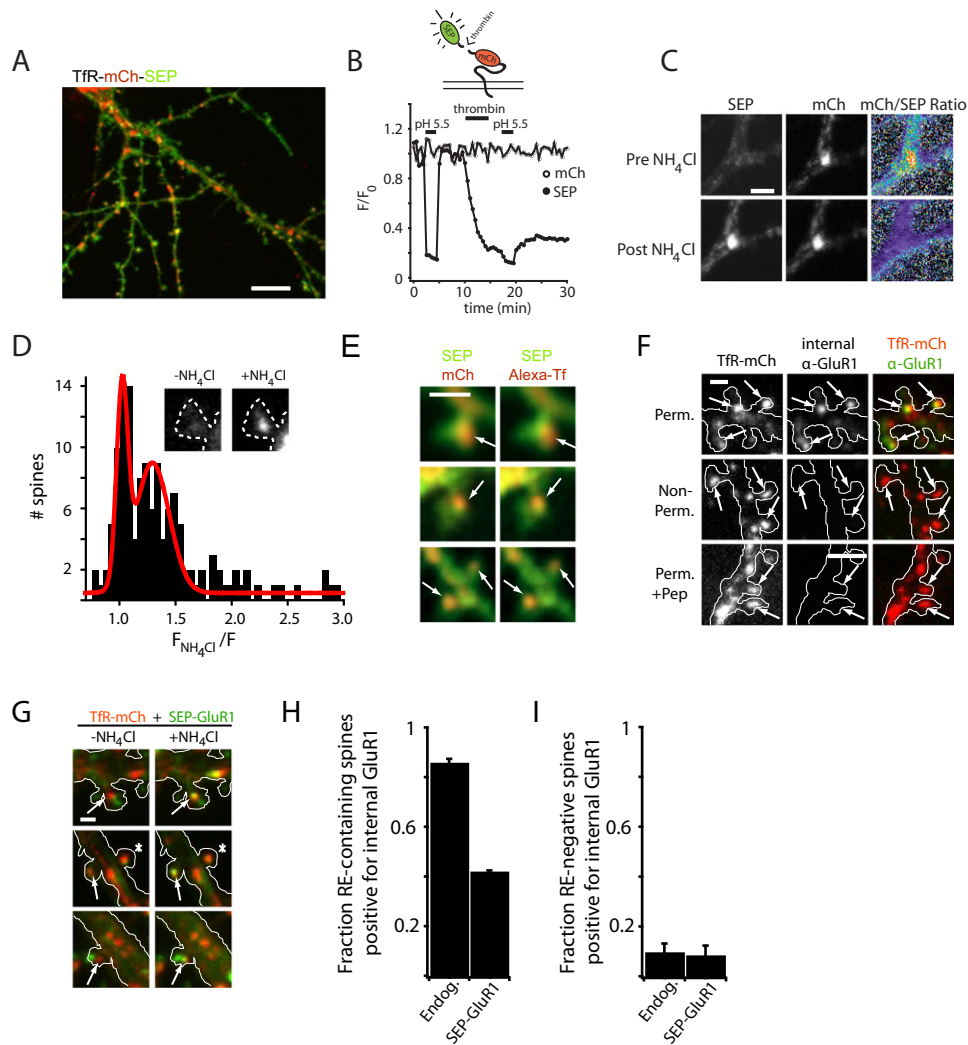 A
TfR-mCh-SEP
B
SEP
thrombin
mCh
thrombin
pH 5.5
pH 5.5
1.2
0.8
0.4
0
F/F0
mCh
SEP
0
10
20
30
time (min)
C
SEP
mCh
mCh/SEP Ratio
Pre NH4Cl
Post NH4Cl
D
-NH4Cl
+NH4Cl
14
10
6
2
# spines
1.0
1.5
2.0
2.5
3.0
FNH4Cl/F
E
SEP
mCh
SEP
Alexa-Tf
F
TfR-mCh
internal
α-GluR1
TfR-mCh
α-GluR1
Perm.
Non-
Perm.
Perm.
+Pep
G
TfR-mCh + SEP-GluR1
-NH4Cl
+NH4Cl
*
*
H
Fraction RE-containing spines
positive for internal GluR1
1
0.6
0.2
Endog.
SEP-GluR1
I
Fraction RE-negative spines
positive for internal GluR1
1
0.6
0.2
Endog.
SEP-GluR1